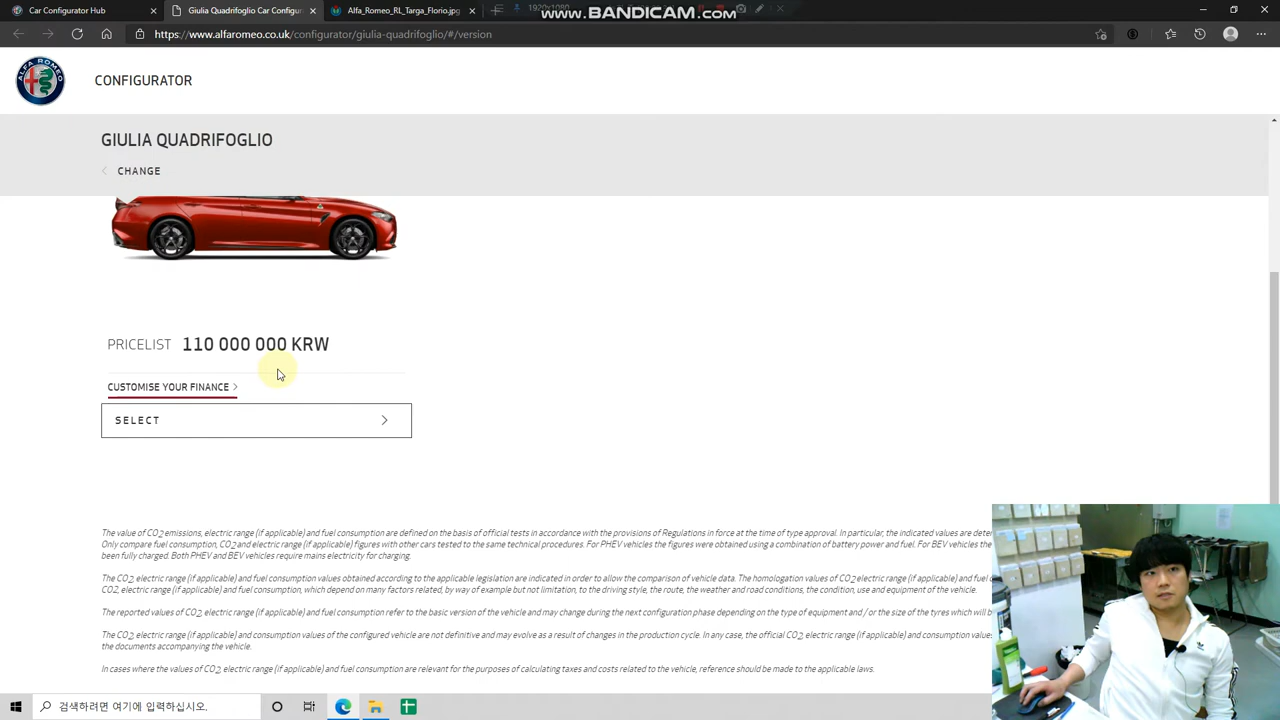 Car Configurator Hub
Giulia Quadrifoglio Car Configu
Alfa_Romeo_RL_Targa_Florio.jpg
1920x1080
www.BANDICAM.com
https://www.alfaromeo.co.uk/configurator/giulia-quadrifoglio/#/version
ALFA ROMEO
CONFIGURATOR
GIULIA QUADRIFOGLIO
CHANGE
PRICELIST 110 000 000 KRW
CUSTOMISE YOUR FINANCE
SELECT
The value of CO2 emissions, electric range (if applicable) and fuel consumption are defined on the basis of official tests in accordance with the provisions of Regulations in force at the time of type approval. In particular, the indicated values are deter
Only compare fuel consumption, CO2 and electric range (if applicable) figures with other cars tested to the same technical procedures. For PHEV vehicles the figures were obtained using a combination of battery power and fuel. For BEV vehicles the
been fully charged. Both PHEV and BEV vehicles require mains electricity for charging.
The CO2, electric range (if applicable) and fuel consumption values obtained according to the applicable legislation are indicated in order to allow the comparison of vehicle data. The homologation values of CO2 electric range (if applicable) and fuel
CO2, electric range (if applicable) and fuel consumption, which depend on many factors related, by way of example but not limitation, to the driving style, the route, the weather and road conditions, the condition, use and equipment of the vehicle.
The reported values of CO2, electric range (if applicable) and fuel consumption refer to the basic version of the vehicle and may change during the next configuration phase depending on the type of equipment and / or the size of the tyres which will b
The CO2, electric range (if applicable) and consumption values of the configured vehicle are not definitive and may evolve as a result of changes in the production cycle. In any case, the official CO2, electric range (if applicable) and consumption values
the documents accompanying the vehicle.
In cases where the values of CO2, electric range (if applicable) and fuel consumption are relevant for the purposes of calculating taxes and costs related to the vehicle, reference should be made to the applicable laws.
검색하려면 여기에 입력하십시오.